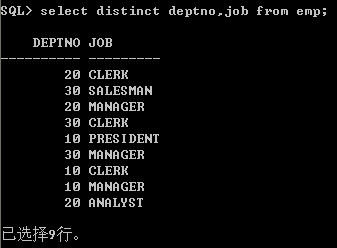 SQL> select distinct deptno,job from emp;
DEPTNO JOB
---------- ---------
20 CLERK
30 SALESMAN
20 MANAGER
30 CLERK
10 PRESIDENT
30 MANAGER
10 CLERK
10 MANAGER
20 ANALYST
已选择9行。